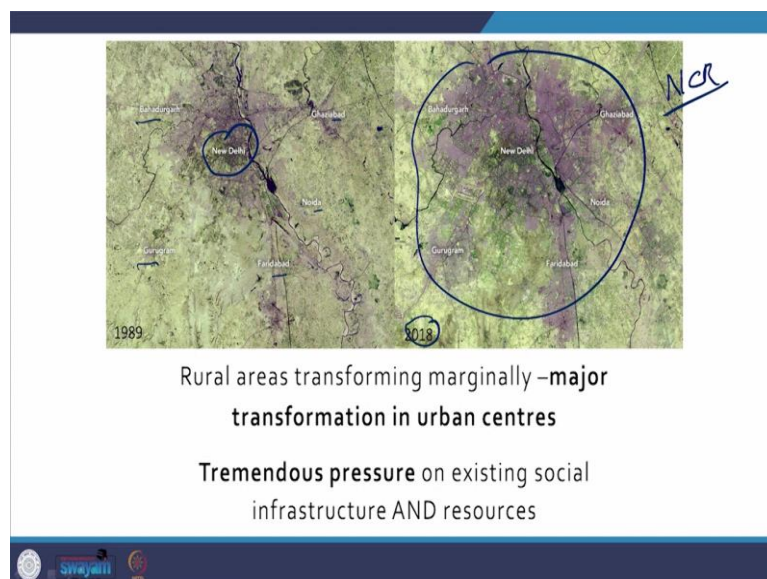 NCR
Bahadurgarh
Ghaziabad
New Delhi
Noida
Gurugram
Faridabad
1989
Bahadurgarh
Ghaziabad
New Delhi
Noida
Gurugram
Faridabad
2018
Rural areas transforming marginally –major
transformation in urban centres
Tremendous pressure on existing social
infrastructure AND resources
swayam